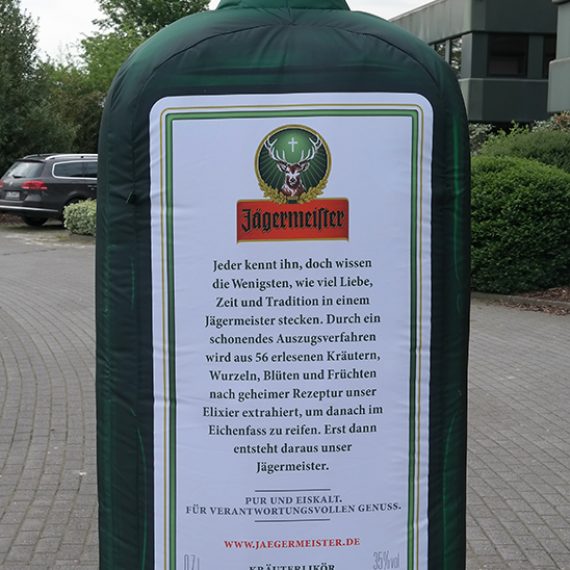 Jägermeister
Jeder kennt ihn, doch wissen
die Wenigsten, wie viel Liebe,
Zeit und Tradition in einem
Jägermeister stecken. Durch ein
schonendes Auszugsverfahren
wird aus 56 erlesenen Kräutern,
Wurzeln, Blüten und Früchten
nach geheimer Rezeptur unser
Elixier extrahiert, um danach im
Eichenfass zu reifen. Erst dann
entsteht daraus unser
Jägermeister.
PUR UND EISKALT.
FÜR VERANTWORTUNGSVOLLEN GENUSS.
WWW.JAEGERMEISTER.DE
0,7 l KRÄUTERLIKÖR 35% vol